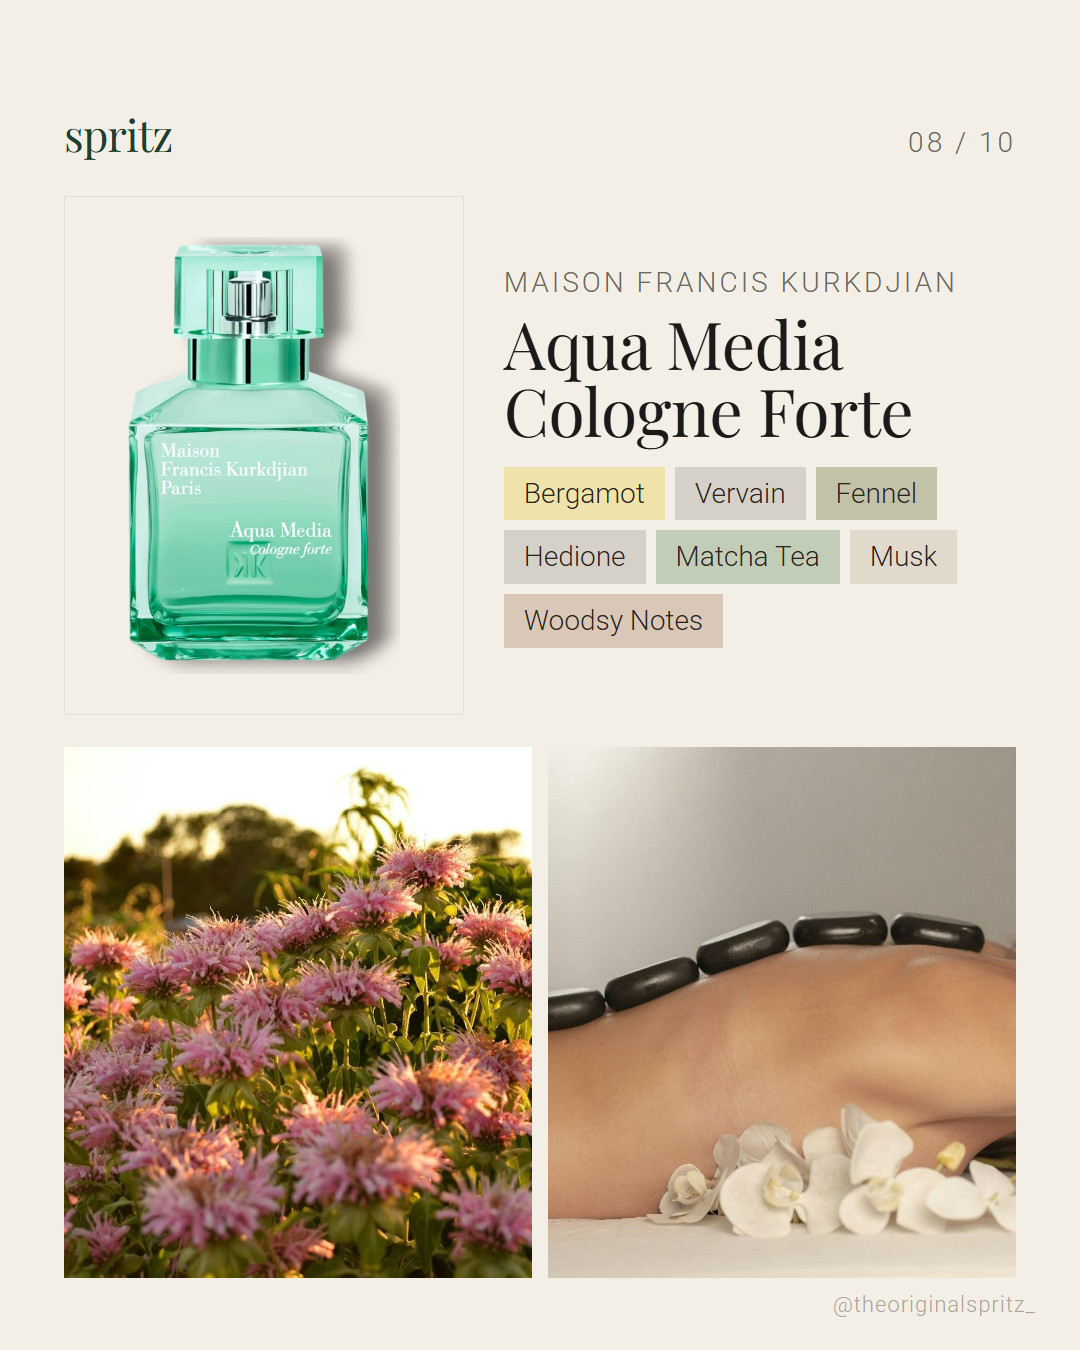 spritz
08 / 10
Maison
Francis Kurkdjian
Paris
Aqua Media
Cologne forte
MAISON FRANCIS KURKDJIAN
Aqua Media
Cologne Forte
Bergamot
Vervain
Fennel
Hedione
Matcha Tea
Musk
Woodsy Notes
@theoriginalspritz_